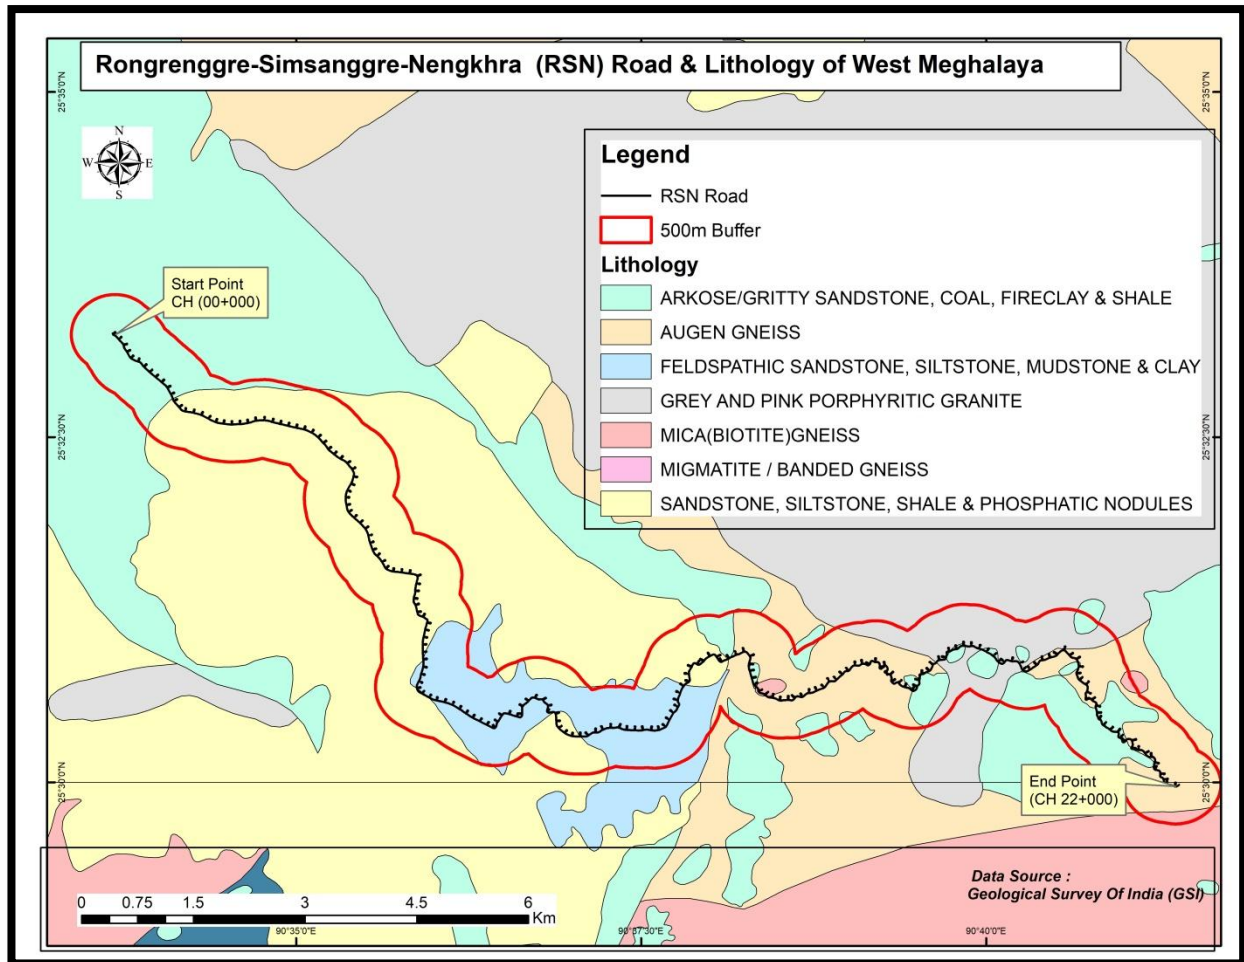 Rongrenggre-Simsanggre-Nengkhra (RSN) Road & Lithology of West Meghalaya
25°35'0"N
25°35'0"N
N
W
E
S
Legend
RSN Road
500m Buffer
Lithology
ARKOSE/GRITTY SANDSTONE, COAL, FIRECLAY & SHALE
AUGEN GNEISS
FELDSPATHIC SANDSTONE, SILTSTONE, MUDSTONE & CLAY
GREY AND PINK PORPHYRITIC GRANITE
MICA(BIOTITE)GNEISS
MIGMATITE / BANDED GNEISS
SANDSTONE, SILTSTONE, SHALE & PHOSPHATIC NODULES
Start Point
CH (00+000)
25°32'30"N
25°32'30"N
End Point
(CH 22+000)
25°30'0"N
25°30'0"N
Data Source :
Geological Survey Of India (GSI)
0 0.75 1.5 3 4.5 6
Km
90°35'0"E
90°37'30"E
90°40'0"E